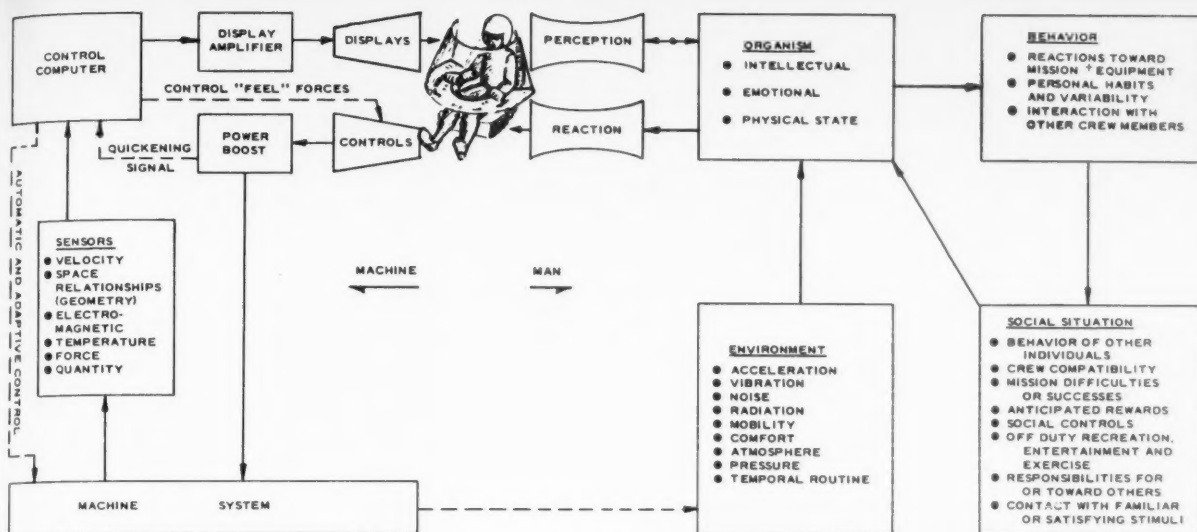 CONTROL
COMPUTER
DISPLAY
AMPLIFIER
DISPLAYS
PERCEPTION
CONTROL "FEEL" FORCES
QUICKENING
SIGNAL
POWER
BOOST
CONTROLS
REACTION
ORGANISM
● INTELLECTUAL
● EMOTIONAL
● PHYSICAL STATE
BEHAVIOR
● REACTIONS TOWARD
MISSION + EQUIPMENT
● PERSONAL HABITS
AND VARIABILITY
● INTERACTION WITH
OTHER CREW MEMBERS
AUTOMATIC AND ADAPTIVE CONTROL
SENSORS
● VELOCITY
● SPACE
RELATIONSHIPS
(GEOMETRY)
● ELECTRO-
MAGNETIC
● TEMPERATURE
● FORCE
● QUANTITY
MACHINE
MAN
ENVIRONMENT
● ACCELERATION
● VIBRATION
● NOISE
● RADIATION
● MOBILITY
● COMFORT
● ATMOSPHERE
● PRESSURE
● TEMPORAL ROUTINE
SOCIAL SITUATION
● BEHAVIOR OF OTHER
INDIVIDUALS
● CREW COMPATIBILITY
● MISSION DIFFICULTIES
OR SUCCESSES
● ANTICIPATED REWARDS
● SOCIAL CONTROLS
● OFF DUTY RECREATION,
ENTERTAINMENT AND
EXERCISE
● RESPONSIBILITIES FOR
OR TOWARD OTHERS
● CONTACT WITH FAMILIAR
OR SATISFYING STIMULI
MACHINE SYSTEM